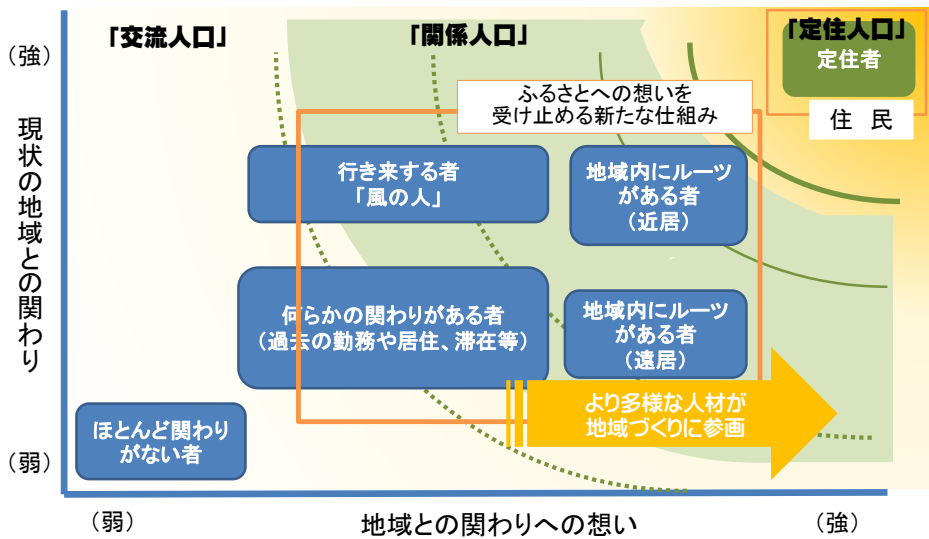 「交流人口」
「関係人口」
「定住人口」
定住者
住 民
（強）
現状の地域との関わり
（弱）
ふるさとへの想いを
受け止める新たな仕組み
行き来する者
「風の人」
地域内にルーツ
がある者
（近居）
何らかの関わりがある者
（過去の勤務や居住、滞在等）
地域内にルーツ
がある者
（遠居）
より多様な人材が
地域づくりに参画
ほとんど関わり
がない者
（弱）
地域との関わりへの想い
（強）